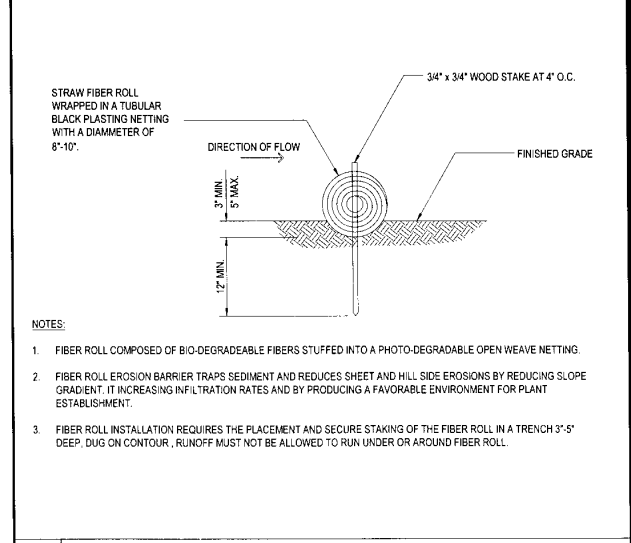 3/4" x 3/4" WOOD STAKE AT 4" O.C.
STRAW FIBER ROLL
WRAPPED IN A TUBULAR
BLACK PLASTING NETTING
WITH A DIAMMETER OF
8"-10".
DIRECTION OF FLOW
FINISHED GRADE
3" MIN.
5" MAX.
12" MIN.
NOTES:
1. FIBER ROLL COMPOSED OF BIO-DEGRADEABLE FIBERS STUFFED INTO A PHOTO-DEGRADABLE OPEN WEAVE NETTING.
2. FIBER ROLL EROSION BARRIER TRAPS SEDIMENT AND REDUCES SHEET AND HILL SIDE EROSIONS BY REDUCING SLOPE
GRADIENT. IT INCREASING INFILTRATION RATES AND BY PRODUCING A FAVORABLE ENVIRONMENT FOR PLANT
ESTABLISHMENT.
3. FIBER ROLL INSTALLATION REQUIRES THE PLACEMENT AND SECURE STAKING OF THE FIBER ROLL IN A TRENCH 3"-5"
DEEP, DUG ON CONTOUR , RUNOFF MUST NOT BE ALLOWED TO RUN UNDER OR AROUND FIBER ROLL.